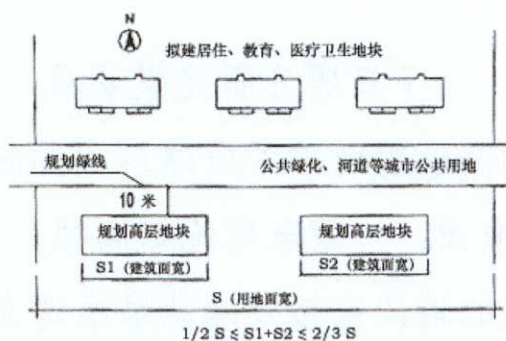 N
拟建居住、教育、医疗卫生地块
规划绿线
公共绿化、河道等城市公共用地
10 米
规划高层地块
规划高层地块
S1 (建筑面宽)
S2 (建筑面宽)
S (用地面宽)
1/2 S ≤ S1+S2 ≤ 2/3 S